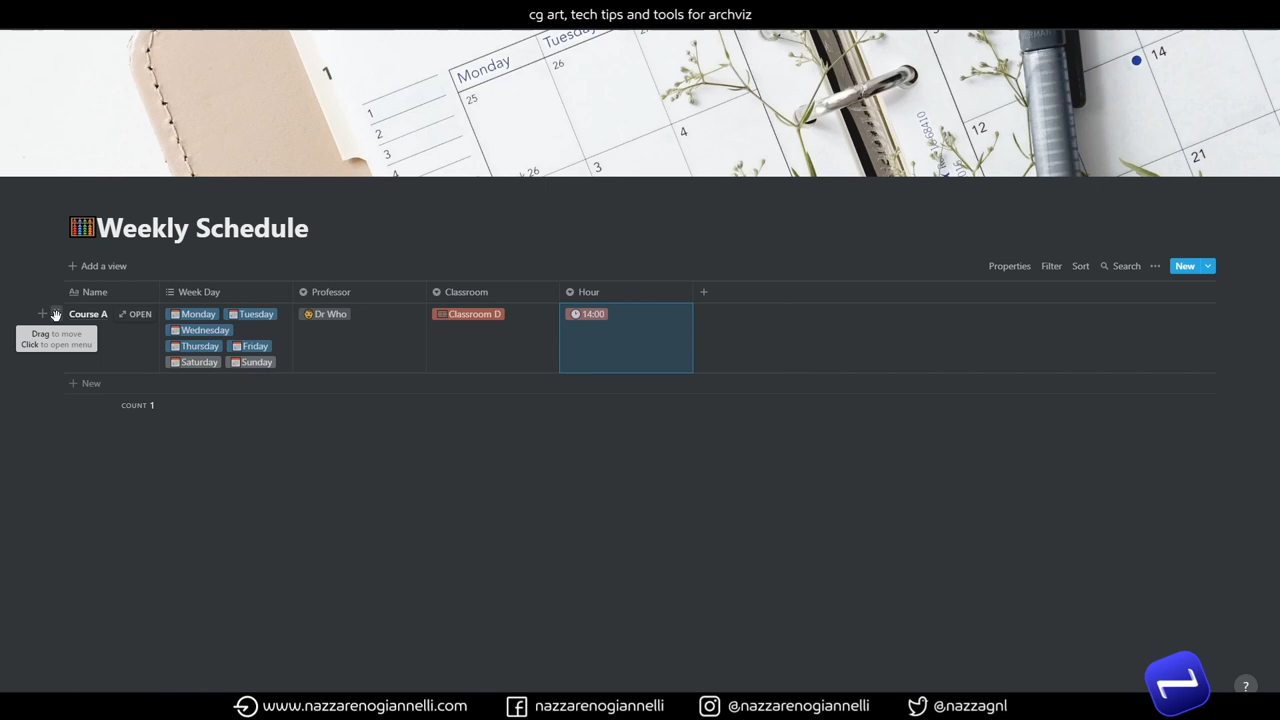 cg art, tech tips and tools for archviz
Tuesday
Monday
1
1
2
3
4
25
26
26
3
4
12
14
21
Weekly Schedule
Add a view
Properties Filter Sort Search New
Name Week Day Professor Classroom Hour
Course A OPEN Monday Tuesday Dr Who Classroom D 14:00
Wednesday
Drag to move
Click to open menu
Thursday Friday
Saturday Sunday
New
COUNT 1
?
www.nazzarenogiannelli.com nazzarenogiannelli @nazzarenogiannelli @nazzagnl